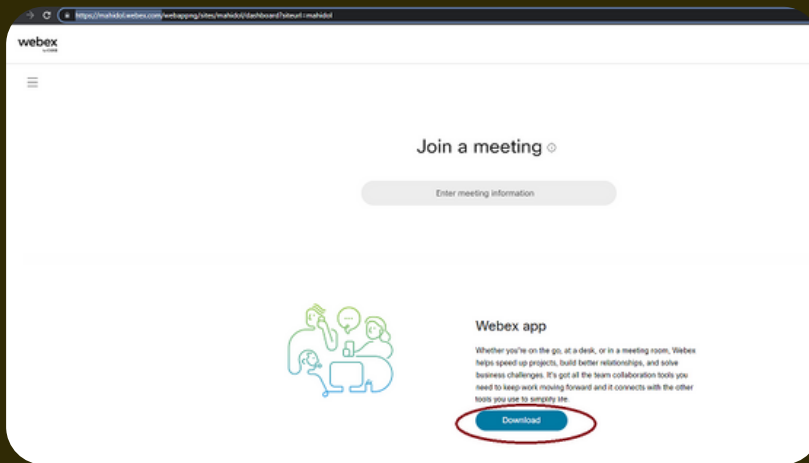 https://mahidol.webex.com/webappng/sites/mahidol/dashboard?siteurl=mahidol
webex
by CISCO
Join a meeting
Enter meeting information
Webex app
Whether you're on the go, at a desk, or in a meeting room, Webex
helps speed up projects, build better relationships, and solve
business challenges. It's got all the team collaboration tools you
need to keep work moving forward and it connects with the other
tools you use to simplify life.
Download